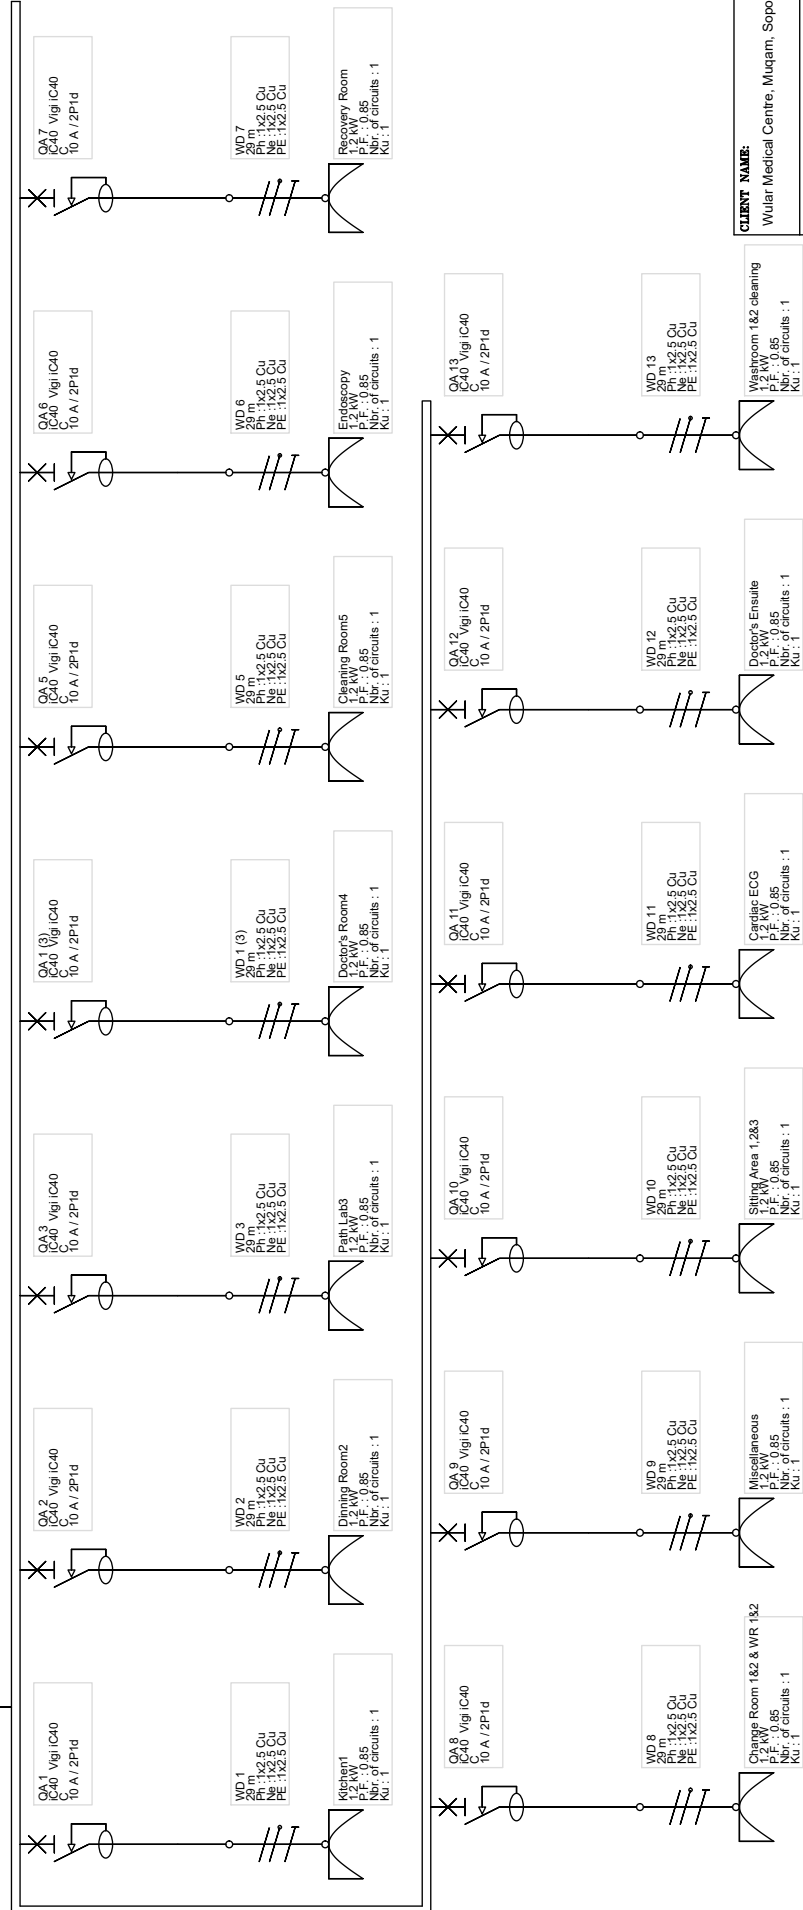 QA 1
iC40 Vigi iC40
C
10 A / 2P1d
WD 1
29 m
Ph :1x2.5 Cu
Ne :1x2.5 Cu
PE :1x2.5 Cu
Kitchen1
1.2 kW
P.F. : 0.85
Nbr. of circuits : 1
Ku : 1
QA 2
iC40 Vigi iC40
C
10 A / 2P1d
WD 2
29 m
Ph :1x2.5 Cu
Ne :1x2.5 Cu
PE :1x2.5 Cu
Dinning Room2
1.2 kW
P.F. : 0.85
Nbr. of circuits : 1
Ku : 1
QA 3
iC40 Vigi iC40
C
10 A / 2P1d
WD 3
29 m
Ph :1x2.5 Cu
Ne :1x2.5 Cu
PE :1x2.5 Cu
Path Lab3
1.2 kW
P.F. : 0.85
Nbr. of circuits : 1
Ku : 1
QA 1 (3)
iC40 Vigi iC40
C
10 A / 2P1d
WD 1 (3)
29 m
Ph :1x2.5 Cu
Ne :1x2.5 Cu
PE :1x2.5 Cu
Doctor's Room4
1.2 kW
P.F. : 0.85
Nbr. of circuits : 1
Ku : 1
QA 5
iC40 Vigi iC40
C
10 A / 2P1d
WD 5
29 m
Ph :1x2.5 Cu
Ne :1x2.5 Cu
PE :1x2.5 Cu
Cleaning Room5
1.2 kW
P.F. : 0.85
Nbr. of circuits : 1
Ku : 1
QA 6
iC40 Vigi iC40
C
10 A / 2P1d
WD 6
29 m
Ph :1x2.5 Cu
Ne :1x2.5 Cu
PE :1x2.5 Cu
Endoscopy
1.2 kW
P.F. : 0.85
Nbr. of circuits : 1
Ku : 1
QA 7
iC40 Vigi iC40
C
10 A / 2P1d
WD 7
29 m
Ph :1x2.5 Cu
Ne :1x2.5 Cu
PE :1x2.5 Cu
Recovery Room
1.2 kW
P.F. : 0.85
Nbr. of circuits : 1
Ku : 1
QA 8
iC40 Vigi iC40
C
10 A / 2P1d
WD 8
29 m
Ph :1x2.5 Cu
Ne :1x2.5 Cu
PE :1x2.5 Cu
Change Room 1&2 & WR 1&2
1.2 kW
P.F. : 0.85
Nbr. of circuits : 1
Ku : 1
QA 9
iC40 Vigi iC40
C
10 A / 2P1d
WD 9
29 m
Ph :1x2.5 Cu
Ne :1x2.5 Cu
PE :1x2.5 Cu
Miscellaneous
1.2 kW
P.F. : 0.85
Nbr. of circuits : 1
Ku : 1
QA 10
iC40 Vigi iC40
C
10 A / 2P1d
WD 10
29 m
Ph :1x2.5 Cu
Ne :1x2.5 Cu
PE :1x2.5 Cu
Sitting Area 1,2&3
1.2 kW
P.F. : 0.85
Nbr. of circuits : 1
Ku : 1
QA 11
iC40 Vigi iC40
C
10 A / 2P1d
WD 11
29 m
Ph :1x2.5 Cu
Ne :1x2.5 Cu
PE :1x2.5 Cu
Cardiac ECG
1.2 kW
P.F. : 0.85
Nbr. of circuits : 1
Ku : 1
QA 12
iC40 Vigi iC40
C
10 A / 2P1d
WD 12
29 m
Ph :1x2.5 Cu
Ne :1x2.5 Cu
PE :1x2.5 Cu
Doctor's Ensuite
1.2 kW
P.F. : 0.85
Nbr. of circuits : 1
Ku : 1
QA 13
iC40 Vigi iC40
C
10 A / 2P1d
WD 13
29 m
Ph :1x2.5 Cu
Ne :1x2.5 Cu
PE :1x2.5 Cu
Washroom 1&2 cleaning
1.2 kW
P.F. : 0.85
Nbr. of circuits : 1
Ku : 1
CLIENT NAME:
Wular Medical Centre, Muqam, Sopo